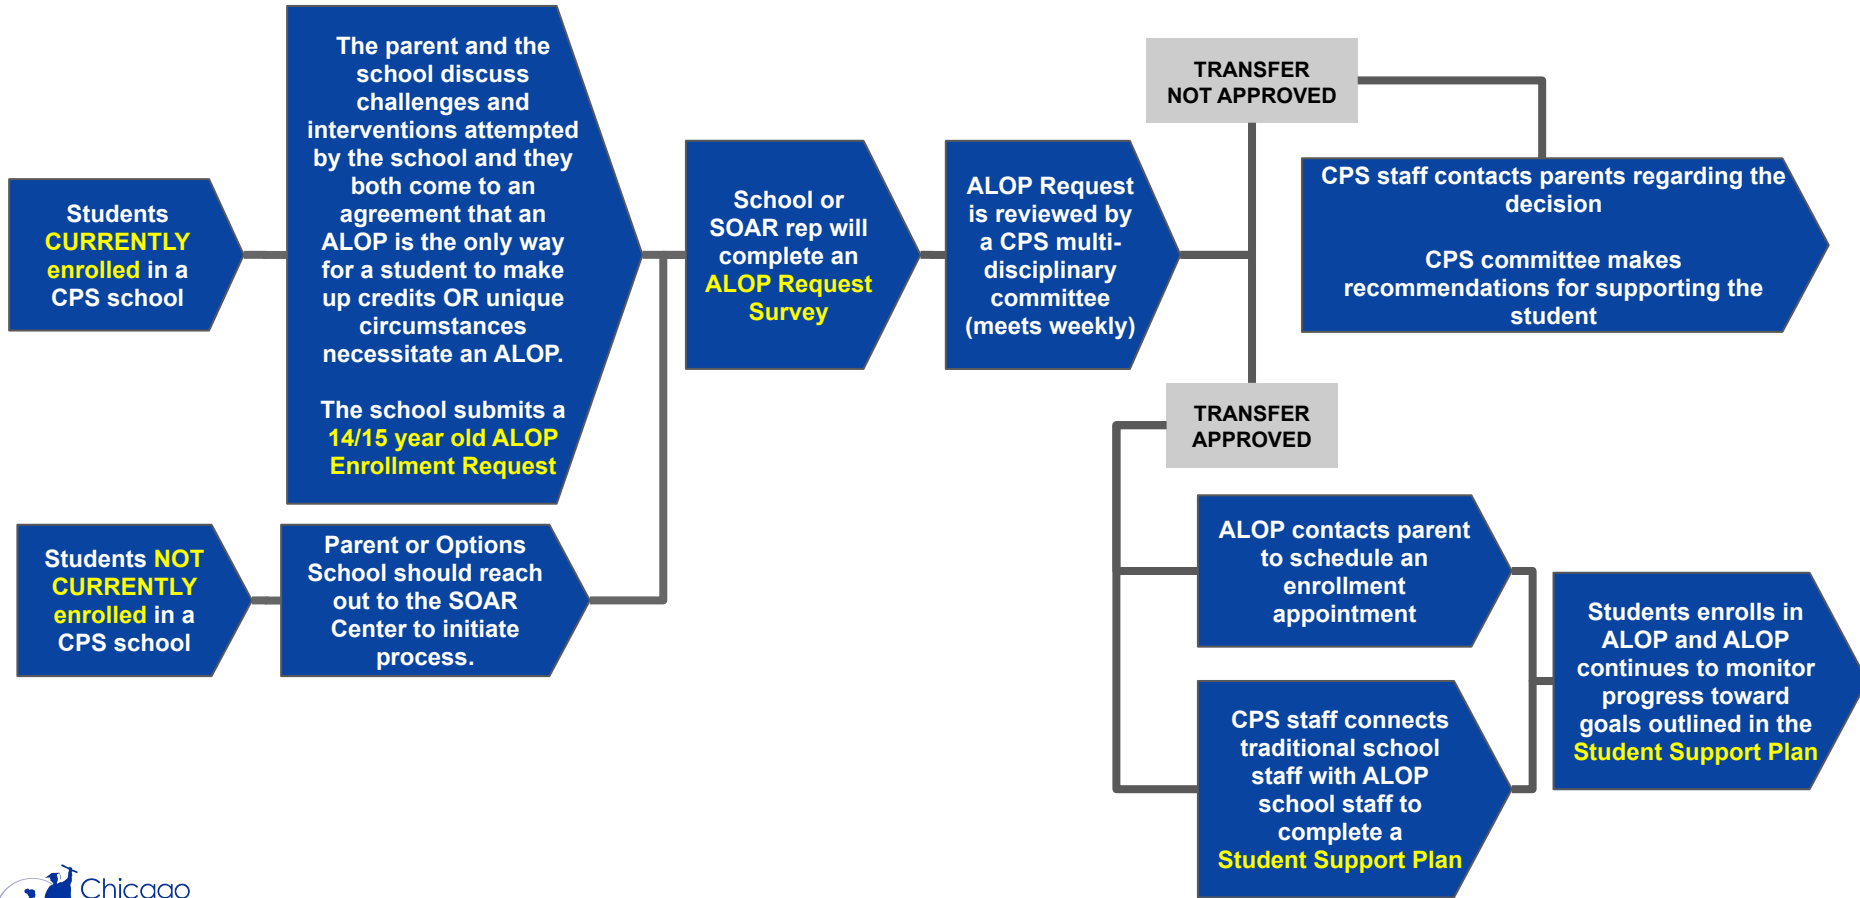 Students
CURRENTLY
enrolled in a
CPS school
The parent and the
school discuss
challenges and
interventions attempted
by the school and they
both come to an
agreement that an
ALOP is the only way
for a student to make
up credits OR unique
circumstances
necessitate an ALOP.
The school submits a
14/15 year old ALOP
Enrollment Request
Students NOT
CURRENTLY
enrolled in a
CPS school
Parent or Options
School should reach
out to the SOAR
Center to initiate
process.
School or
SOAR rep will
complete an
ALOP Request
Survey
ALOP Request
is reviewed by
a CPS multi-
disciplinary
committee
(meets weekly)
TRANSFER
NOT APPROVED
CPS staff contacts parents regarding the
decision
CPS committee makes
recommendations for supporting the
student
TRANSFER
APPROVED
ALOP contacts parent
to schedule an
enrollment
appointment
CPS staff connects
traditional school
staff with ALOP
school staff to
complete a
Student Support Plan
Students enrolls in
ALOP and ALOP
continues to monitor
progress toward
goals outlined in the
Student Support Plan
Chicago